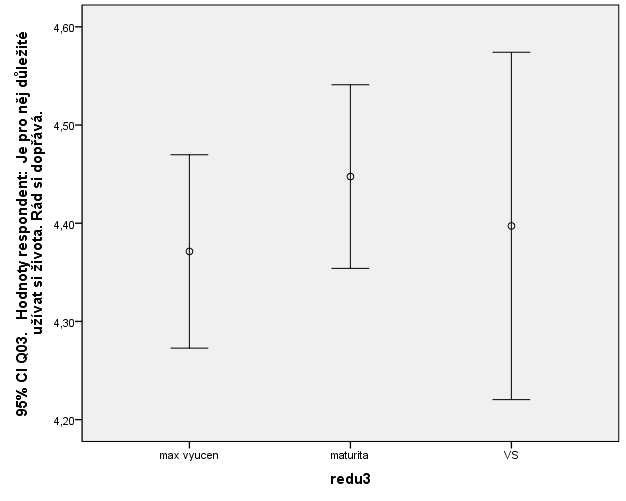 95% CI Q03.  Hodnoty respondent:  Je pro něj důležité
užívat si života. Rád si dopřává.
4,60
4,50
4,40
4,30
4,20
max vyucen
maturita
VS
redu3